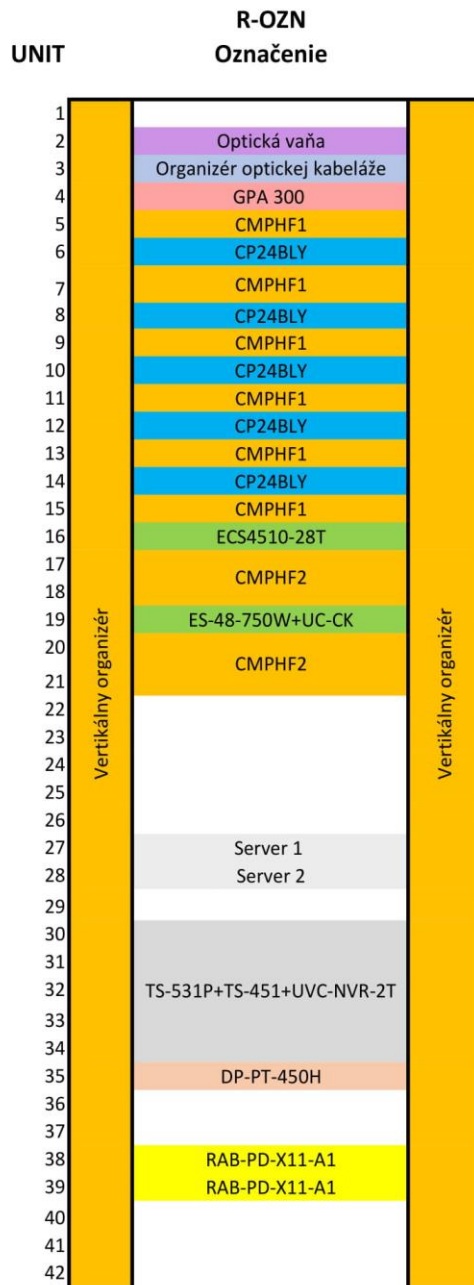 R-OZN
UNIT Označenie
1
2 Optická vaňa
3 Organizér optickej kabeláže
4 GPA 300
5 CMPHF1
6 CP24BLY
7 CMPHF1
8 CP24BLY
9 CMPHF1
10 CP24BLY
11 CMPHF1
12 CP24BLY
13 CMPHF1
14 CP24BLY
15 CMPHF1
16 ECS4510-28T
17
CMPHF2
18
19 ES-48-750W+UC-CK
20
CMPHF2
21
22
23
24
25
26
27 Server 1
28 Server 2
29
30
31
32 TS-531P+TS-451+UVC-NVR-2T
33
34
35 DP-PT-450H
36
37
38 RAB-PD-X11-A1
39 RAB-PD-X11-A1
40
41
42
Vertikálny organizér
Vertikálny organizér